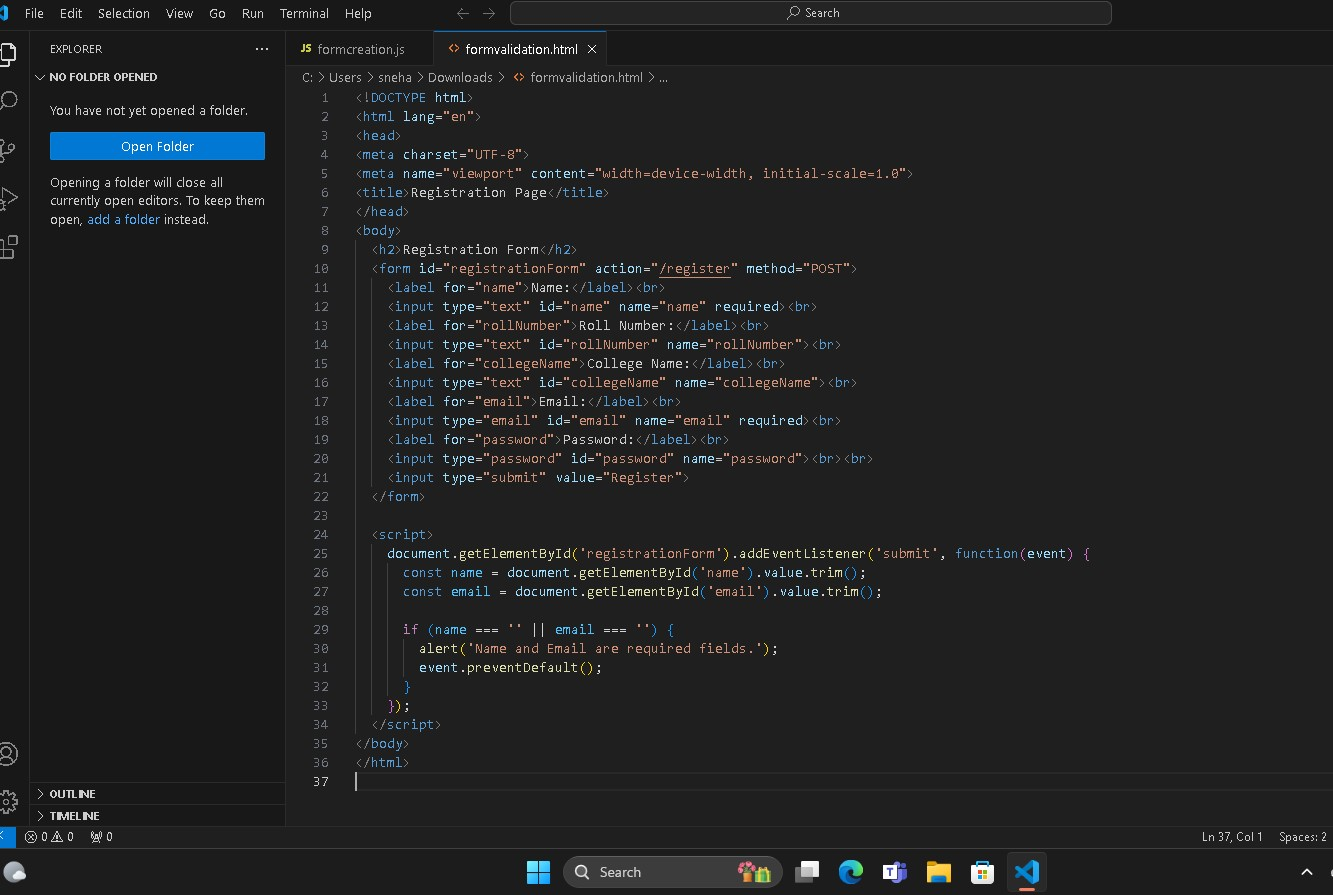 File Edit Selection View Go Run Terminal Help Search
EXPLORER ...
NO FOLDER OPENED
You have not yet opened a folder.
Open Folder
Opening a folder will close all
currently open editors. To keep them
open, add a folder instead.
OUTLINE
TIMELINE
JS formcreation.js <> formvalidation.html
C: > Users > sneha > Downloads > <> formvalidation.html > ...
1 <!DOCTYPE html>
2 <html lang="en">
3 <head>
4 <meta charset="UTF-8">
5 <meta name="viewport" content="width=device-width, initial-scale=1.0">
6 <title>Registration Page</title>
7 </head>
8 <body>
9 <h2>Registration Form</h2>
10 <form id="registrationForm" action="/register" method="POST">
11 <label for="name">Name:</label><br>
12 <input type="text" id="name" name="name" required><br>
13 <label for="rollNumber">Roll Number:</label><br>
14 <input type="text" id="rollNumber" name="rollNumber"><br>
15 <label for="collegeName">College Name:</label><br>
16 <input type="text" id="collegeName" name="collegeName"><br>
17 <label for="email">Email:</label><br>
18 <input type="email" id="email" name="email" required><br>
19 <label for="password">Password:</label><br>
20 <input type="password" id="password" name="password"><br><br>
21 <input type="submit" value="Register">
22 </form>
23
24 <script>
25 document.getElementById('registrationForm').addEventListener('submit', function(event) {
26 const name = document.getElementById('name').value.trim();
27 const email = document.getElementById('email').value.trim();
28
29 if (name === '' || email === '') {
30 alert('Name and Email are required fields.');
31 event.preventDefault();
32 }
33 });
34 </script>
35 </body>
36 </html>
37
0 0 0 Ln 37, Col 1 Spaces: 2
Search